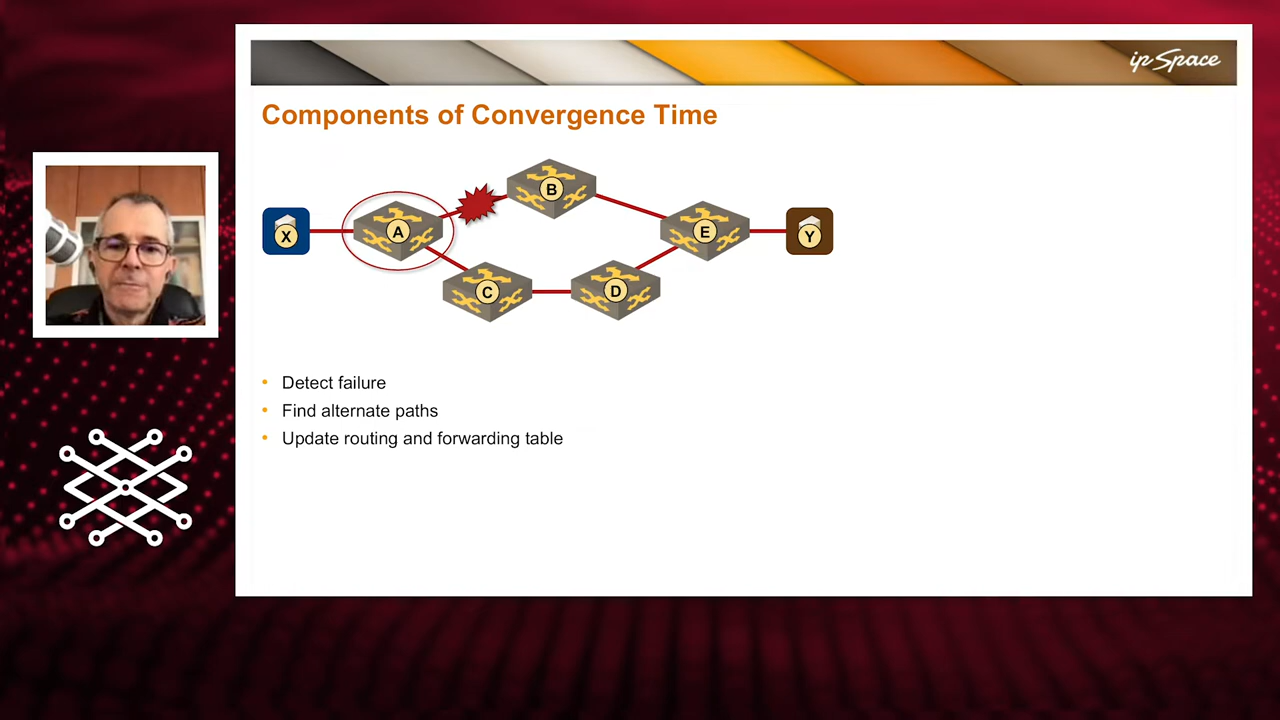 ipSpace
Components of Convergence Time
B
X
A
E
Y
C
D
• Detect failure
• Find alternate paths
• Update routing and forwarding table